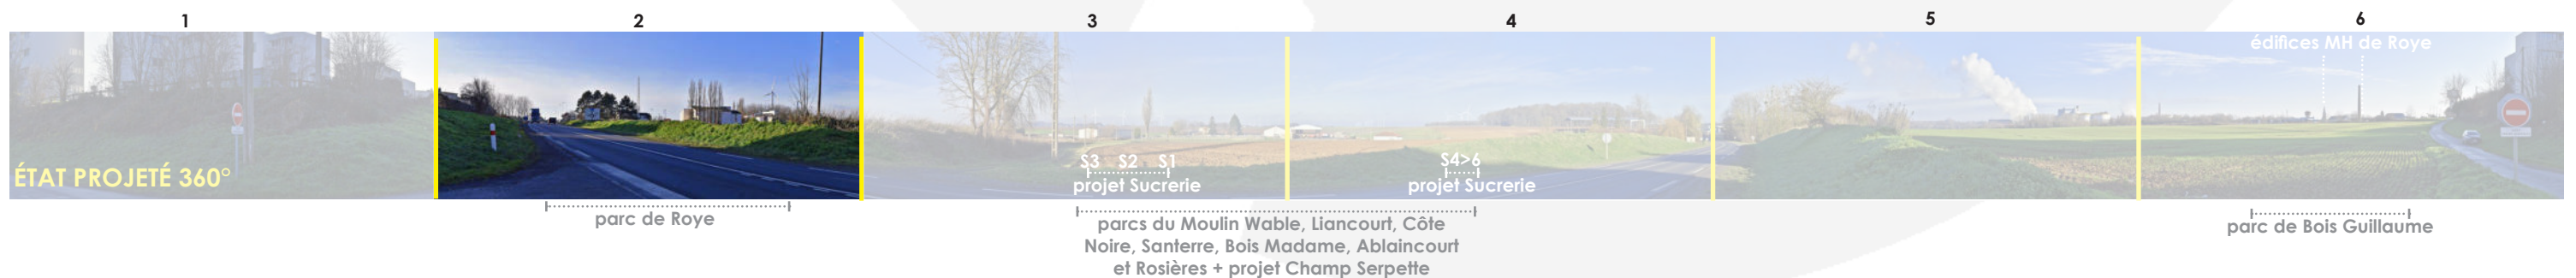 1 2 3 4 5 6
édifices MH de Roye
S3 S2 S1 S4>6
ÉTAT PROJETÉ 360°
projet Sucrerie projet Sucrerie
parc de Roye
parcs du Moulin Wable, Liancourt, Côte
Noire, Santerre, Bois Madame, Ablaincourt
et Rosières + projet Champ Serpette
parc de Bois Guillaume